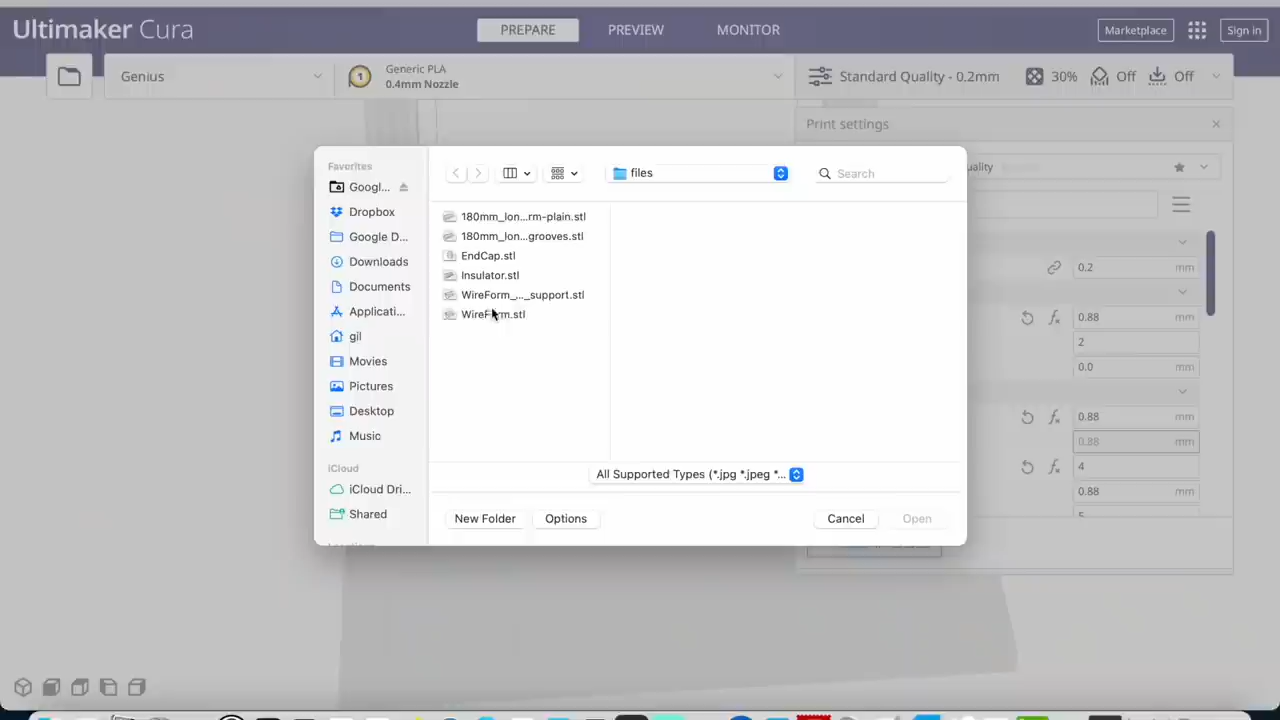 Ultimaker Cura
PREPARE
PREVIEW
MONITOR
Marketplace
Sign in
Genius
1
Generic PLA
0.4mm Nozzle
Standard Quality - 0.2mm
30%
Off
Off
Print settings
Favorites
Googl...
Dropbox
Google D...
Downloads
Documents
Applicati...
gil
Movies
Pictures
Desktop
Music
iCloud
iCloud Dri...
Shared
files
Search
180mm_lon...rm-plain.stl
180mm_lon...grooves.stl
EndCap.stl
Insulator.stl
WireForm_..._support.stl
WireForm.stl
All Supported Types (*.jpg *.jpeg *...
New Folder
Options
Cancel
Open
0.2 mm
0.88 mm
2
0.0 mm
0.88 mm
0.88 mm
4
0.88 mm